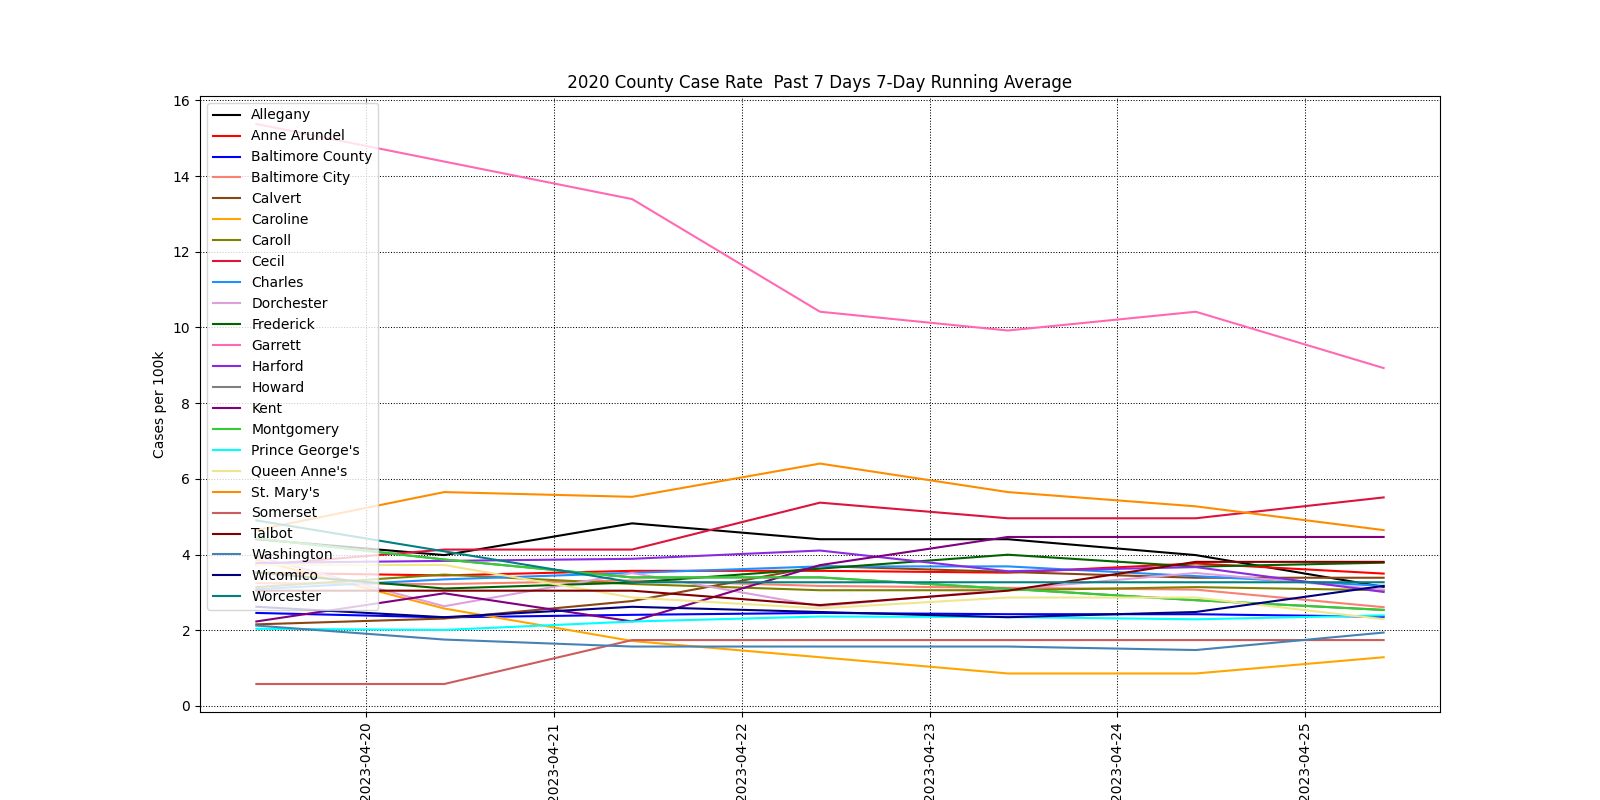 2020 County Case Rate  Past 7 Days 7-Day Running Average
Cases per 100k
16
14
12
10
8
6
4
2
0
Allegany
Anne Arundel
Baltimore County
Baltimore City
Calvert
Caroline
Caroll
Cecil
Charles
Dorchester
Frederick
Garrett
Harford
Howard
Kent
Montgomery
Prince George's
Queen Anne's
St. Mary's
Somerset
Talbot
Washington
Wicomico
Worcester
2023-04-20
2023-04-21
2023-04-22
2023-04-23
2023-04-24
2023-04-25